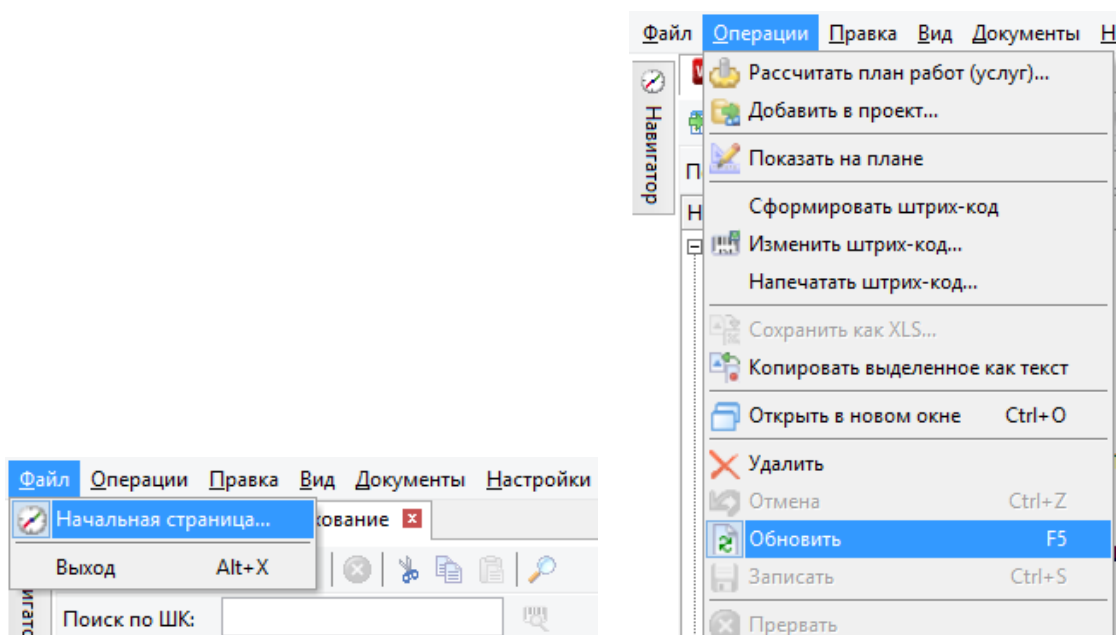 Файл Операции Правка Вид Документы Н
Навигатор
Рассчитать план работ (услуг)...
Добавить в проект...
Показать на плане
П
Сформировать штрих-код
Н
Изменить штрих-код...
Напечатать штрих-код...
Сохранить как XLS...
Копировать выделенное как текст
Открыть в новом окне Ctrl+O
Удалить
Отмена Ctrl+Z
Обновить F5
Записать Ctrl+S
Прервать
Файл Операции Правка Вид Документы Настройки
Начальная страница... кование
Выход Alt+X
игато
Поиск по ШК: